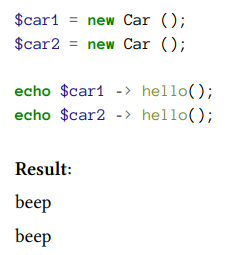 $car1 = new Car ();
$car2 = new Car ();
echo $car1 -> hello();
echo $car2 -> hello();
Result:
beep
beep